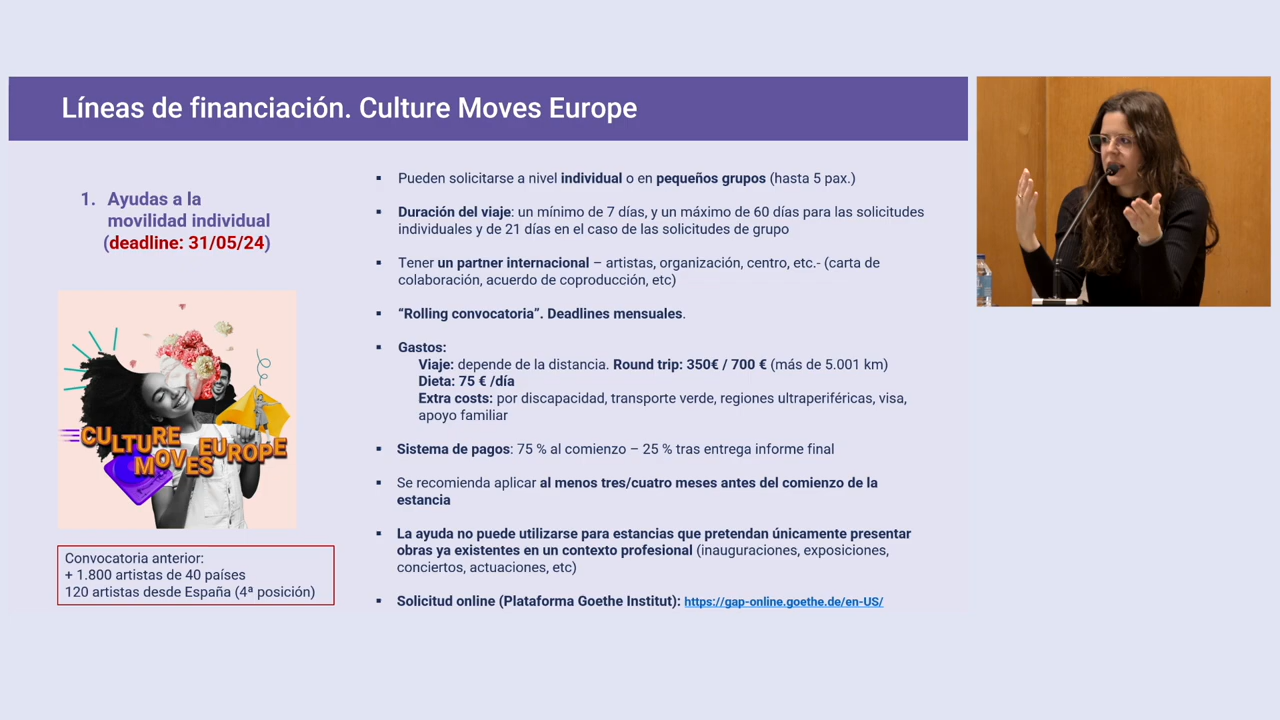 Líneas de financiación. Culture Moves Europe
1. Ayudas a la
movilidad individual
(deadline: 31/05/24)
CULTURE
MOVES EUROPE
Convocatoria anterior:
+ 1.800 artistas de 40 países
120 artistas desde España (4ª posición)
▪ Pueden solicitarse a nivel individual o en pequeños grupos (hasta 5 pax.)
▪ Duración del viaje: un mínimo de 7 días, y un máximo de 60 días para las solicitudes
individuales y de 21 días en el caso de las solicitudes de grupo
▪ Tener un partner internacional – artistas, organización, centro, etc.- (carta de
colaboración, acuerdo de coproducción, etc)
▪ “Rolling convocatoria”. Deadlines mensuales.
▪ Gastos:
Viaje: depende de la distancia. Round trip: 350€ / 700 € (más de 5.001 km)
Dieta: 75 € /día
Extra costs: por discapacidad, transporte verde, regiones ultraperiféricas, visa,
apoyo familiar
▪ Sistema de pagos: 75 % al comienzo – 25 % tras entrega informe final
▪ Se recomienda aplicar al menos tres/cuatro meses antes del comienzo de la
estancia
▪ La ayuda no puede utilizarse para estancias que pretendan únicamente presentar
obras ya existentes en un contexto profesional (inauguraciones, exposiciones,
conciertos, actuaciones, etc)
▪ Solicitud online (Plataforma Goethe Institut): https://gap-online.goethe.de/en-US/